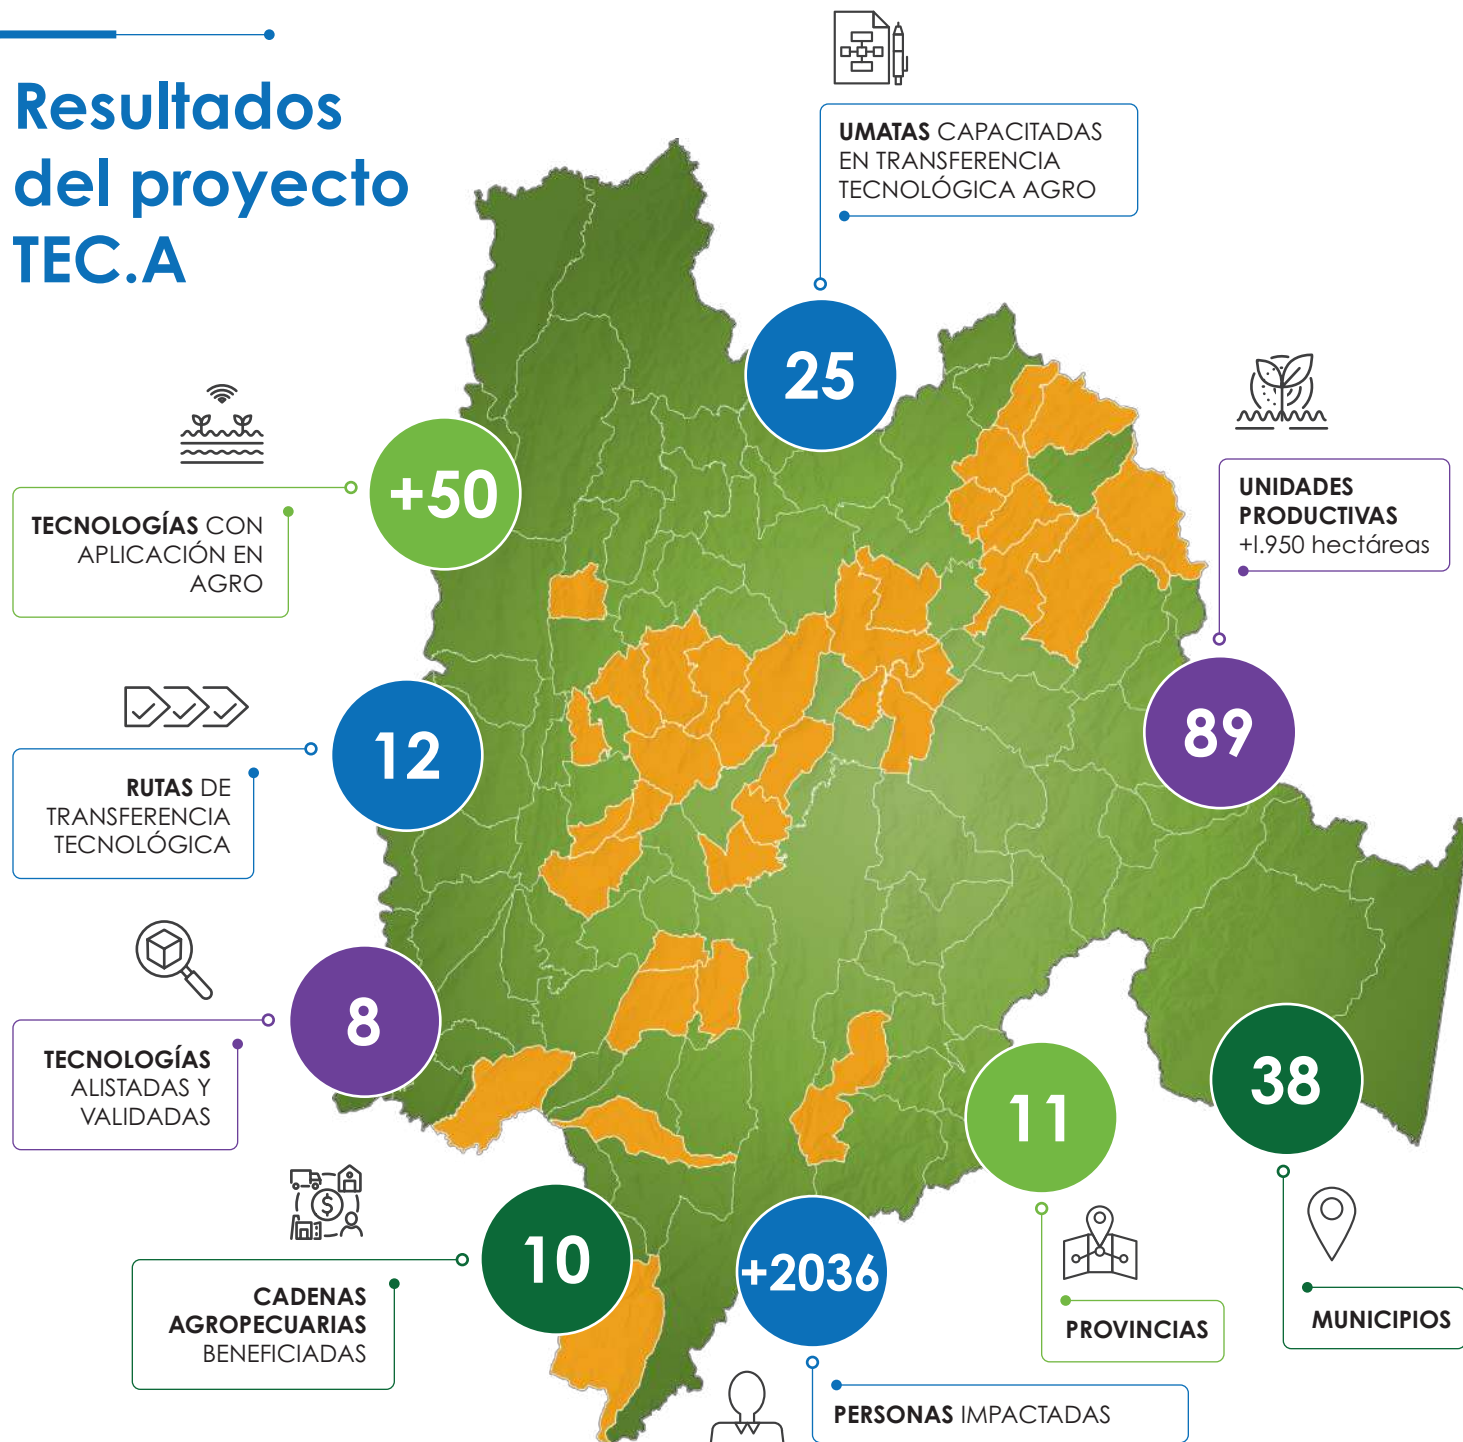 Resultados
del proyecto
TEC.A
UMATAS CAPACITADAS
EN TRANSFERENCIA
TECNOLÓGICA AGRO
25
+50
TECNOLOGÍAS CON
APLICACIÓN EN
AGRO
UNIDADES
PRODUCTIVAS
+I.950 hectáreas
89
12
RUTAS DE
TRANSFERENCIA
TECNOLÓGICA
8
TECNOLOGÍAS
ALISTADAS Y
VALIDADAS
38
MUNICIPIOS
11
PROVINCIAS
10
CADENAS
AGROPECUARIAS
BENEFICIADAS
+2036
PERSONAS IMPACTADAS
$